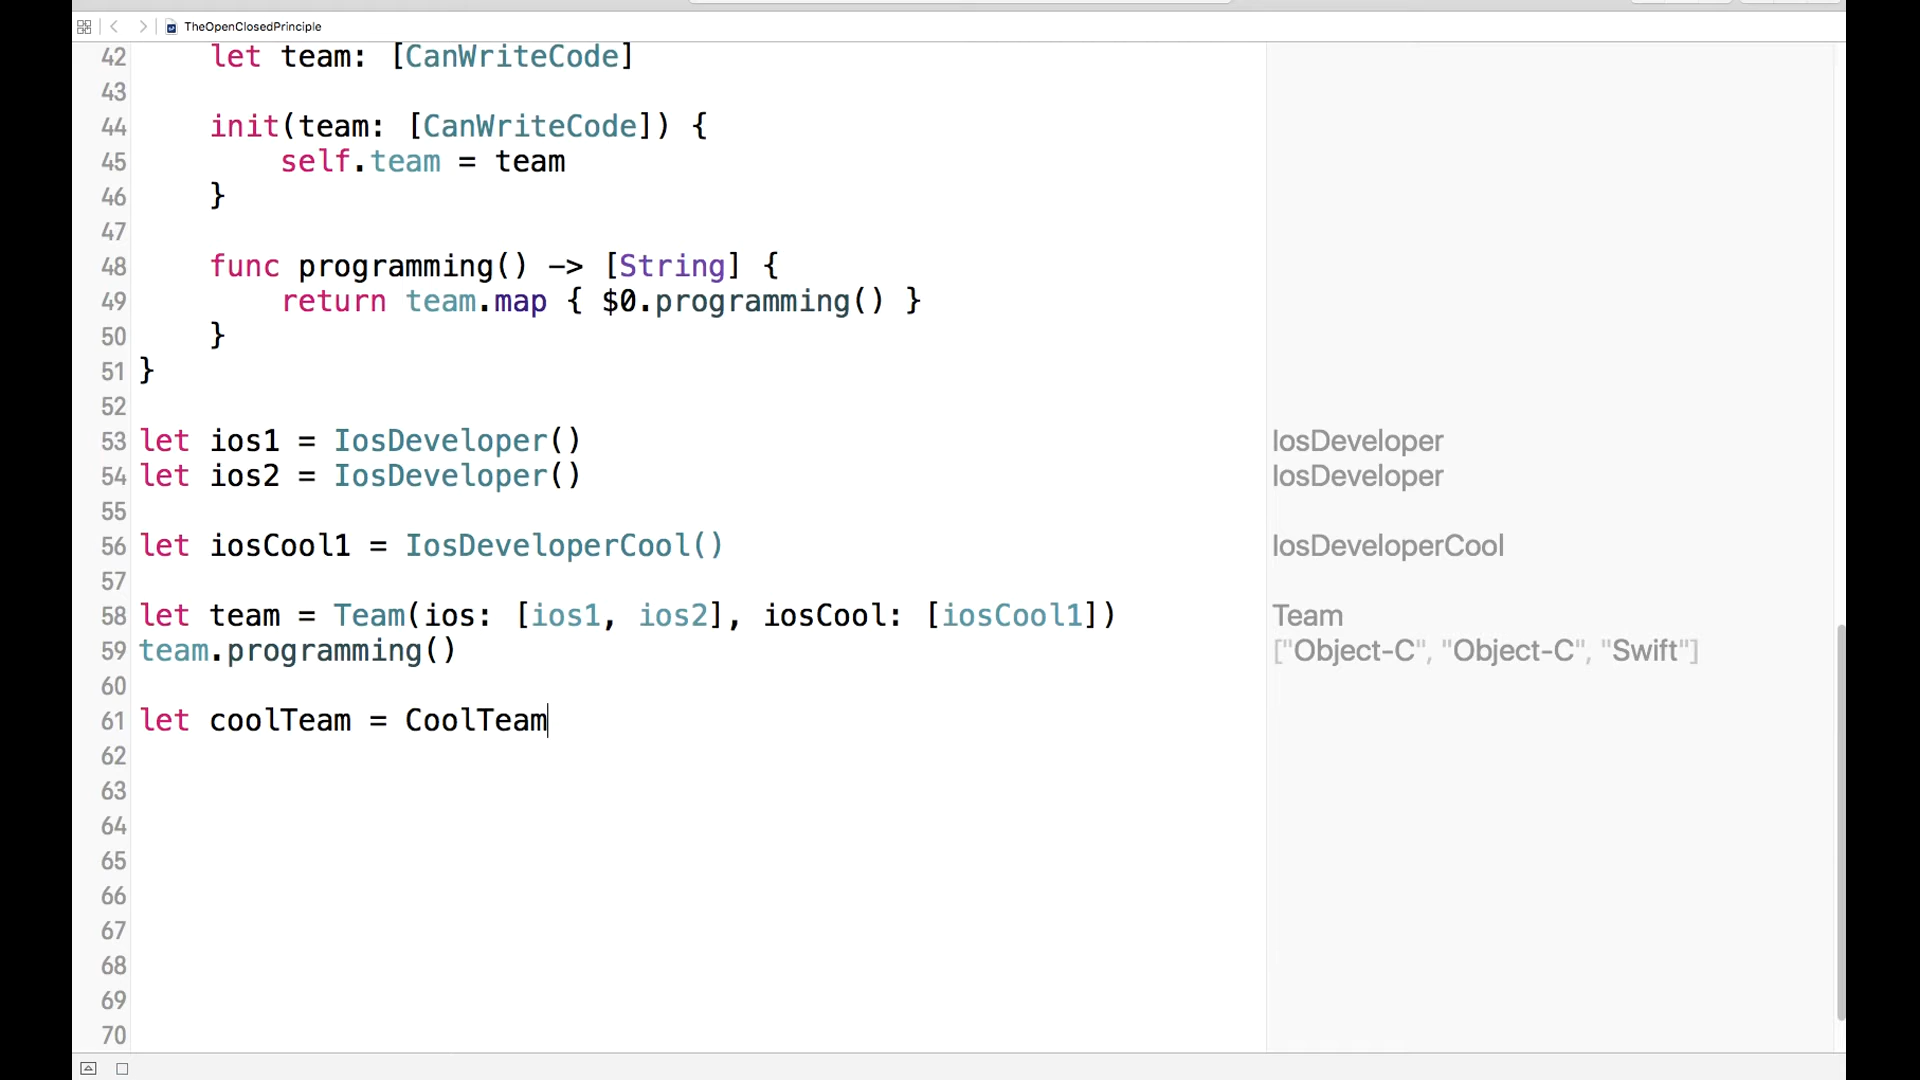 TheOpenClosedPrinciple
42 let team: [CanWriteCode]
43
44 init(team: [CanWriteCode]) {
45 self.team = team
46 }
47
48 func programming() -> [String] {
49 return team.map { $0.programming() }
50 }
51 }
52
53 let ios1 = IosDeveloper() IosDeveloper
54 let ios2 = IosDeveloper() IosDeveloper
55
56 let iosCool1 = IosDeveloperCool() IosDeveloperCool
57
58 let team = Team(ios: [ios1, ios2], iosCool: [iosCool1]) Team
59 team.programming() ["Object-C", "Object-C", "Swift"]
60
61 let coolTeam = CoolTeam
62
63
64
65
66
67
68
69
70